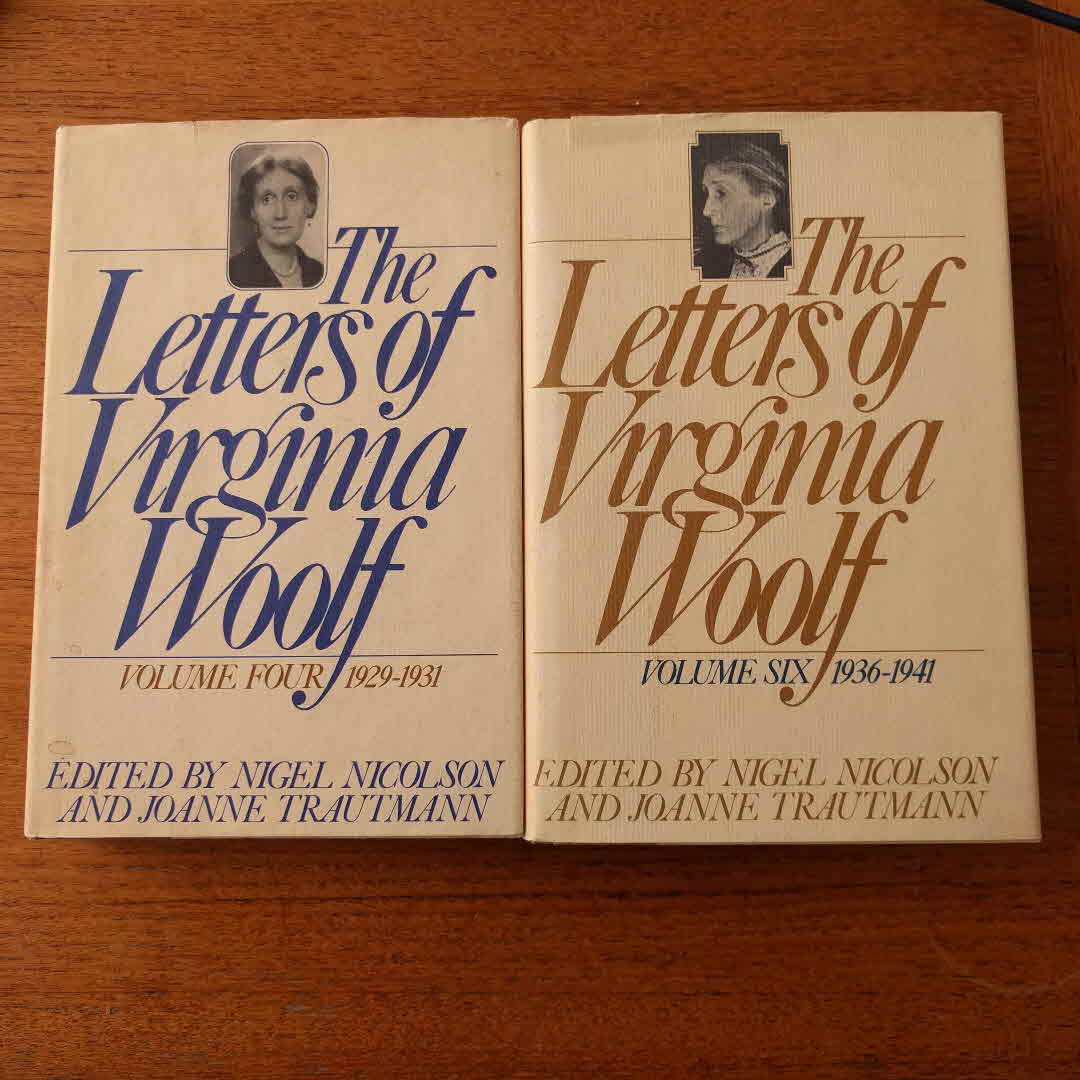 The
Letters of
Virginia
Woolf
VOLUME FOUR 1929-1931
EDITED BY NIGEL NICOLSON
AND JOANNE TRAUTMANN
The
Letters of
Virginia
Woolf
VOLUME SIX 1936-1941
EDITED BY NIGEL NICOLSON
AND JOANNE TRAUTMANN